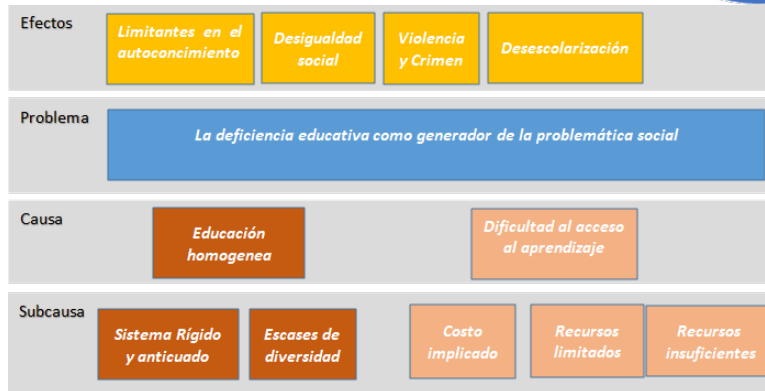 Efectos
Limitantes en el
autoconcimiento
Desigualdad
social
Violencia
y Crimen
Desescolarización
Problema
La deficiencia educativa como generador de la problemática social
Causa
Educación
homogenea
Dificultad al acceso
al aprendizaje
Subcausa
Sistema Rígido
y anticuado
Escases de
diversidad
Costo
implicado
Recursos
limitados
Recursos
insuficientes